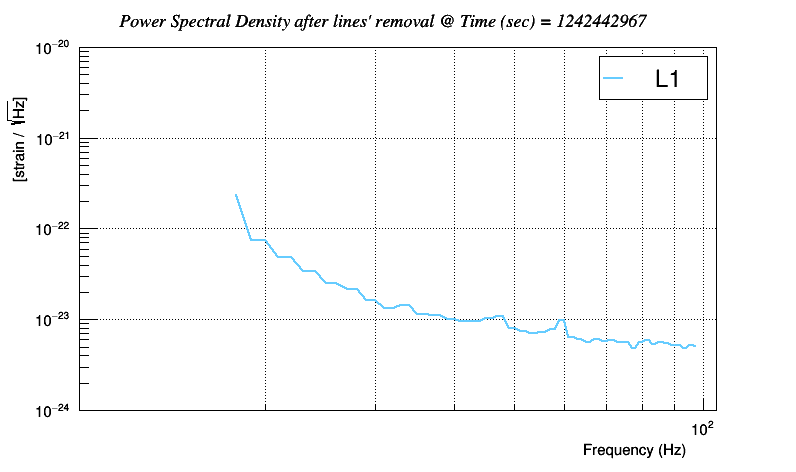 Power Spectral Density after lines' removal @ Time (sec) = 1242442967
10⁻²⁰
L1
[strain / √Hz]
10⁻²¹
10⁻²²
10⁻²³
10⁻²⁴
10²
Frequency (Hz)